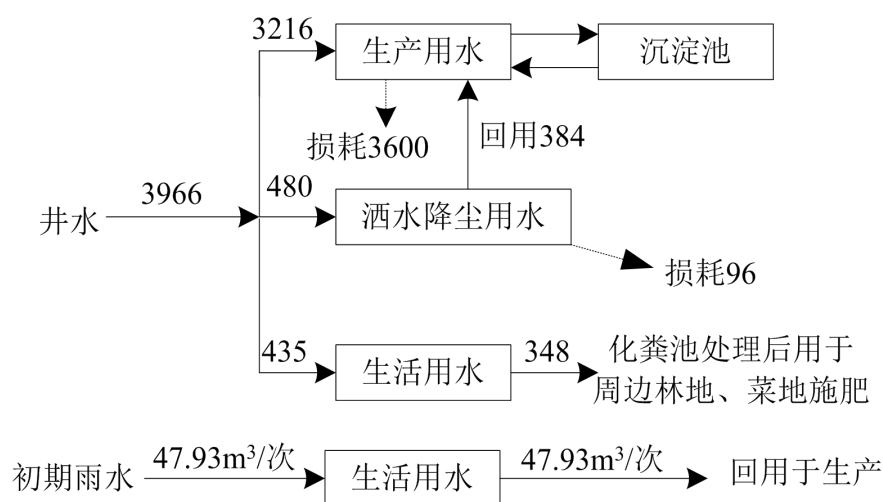 3216
生产用水
沉淀池
损耗3600
回用384
井水
3966
480
洒水降尘用水
损耗96
435
生活用水
348
化粪池处理后用于
周边林地、菜地施肥
初期雨水
47.93m³/次
生活用水
47.93m³/次
回用于生产